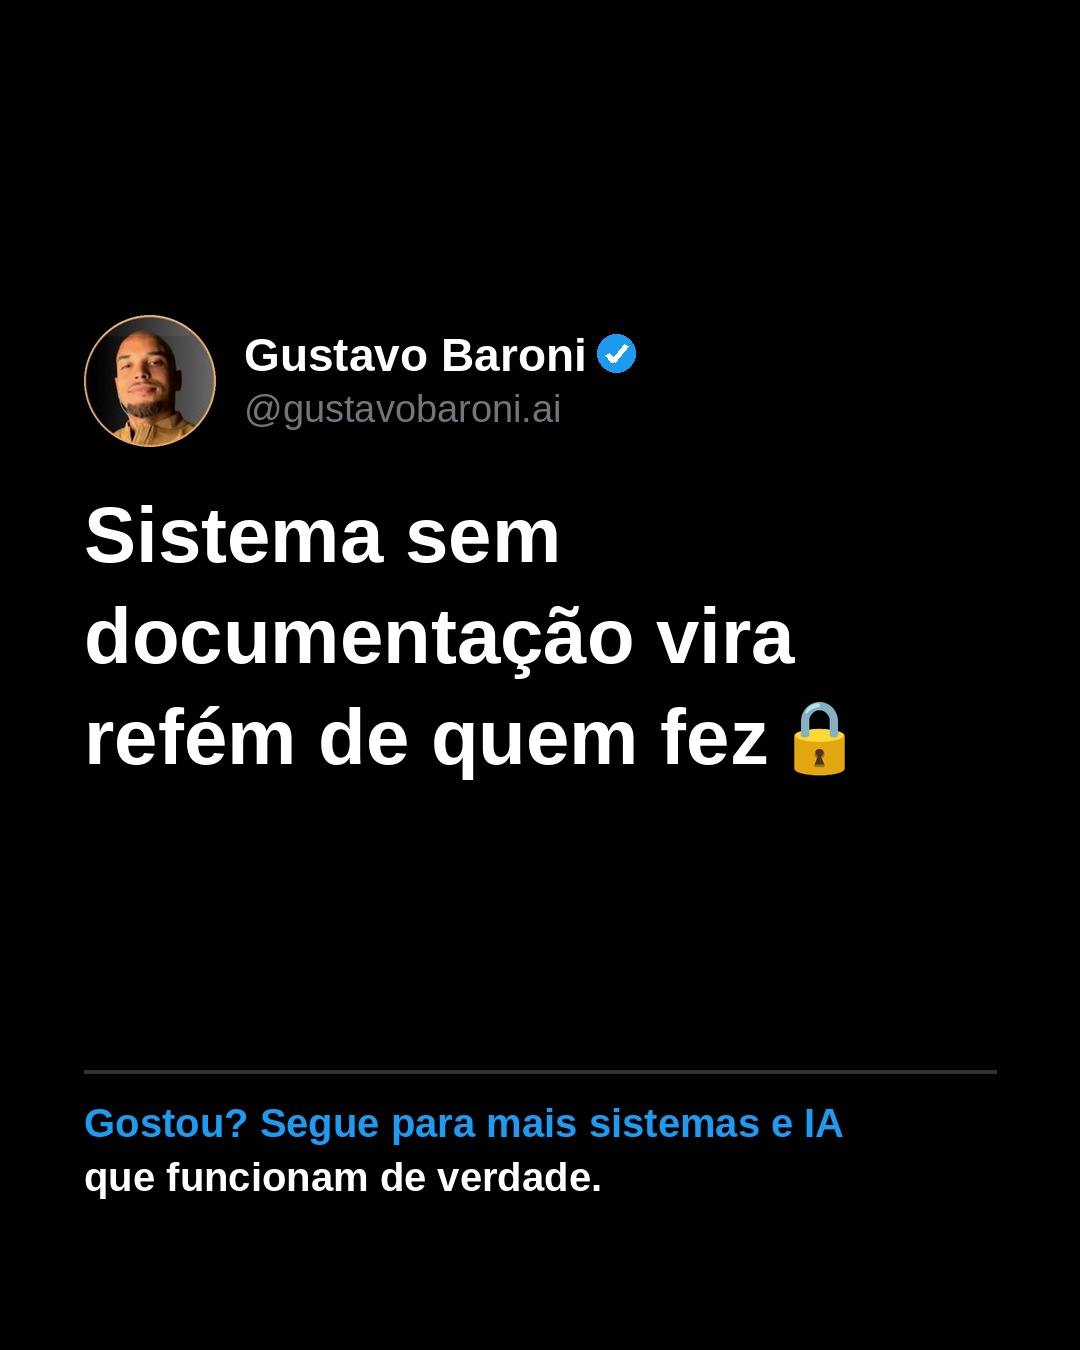 Gustavo Baroni
@gustavobaroni.ai
Sistema sem
documentação vira
refém de quem fez 🔒
Gostou? Segue para mais sistemas e IA
que funcionam de verdade.